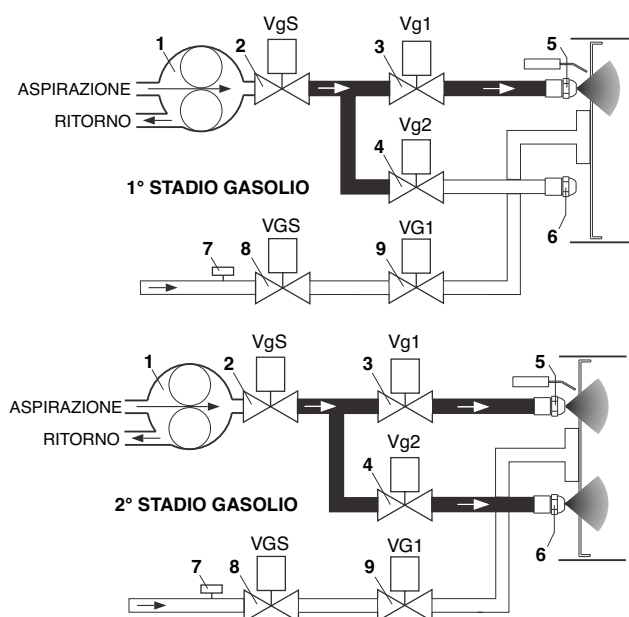 VgS
Vg1
1
2
3
5
ASPIRAZIONE
RITORNO
Vg2
4
1° STADIO GASOLIO
6
VGS
VG1
7
8
9
VgS
Vg1
1
2
3
5
ASPIRAZIONE
RITORNO
Vg2
4
2° STADIO GASOLIO
6
VGS
VG1
7
8
9